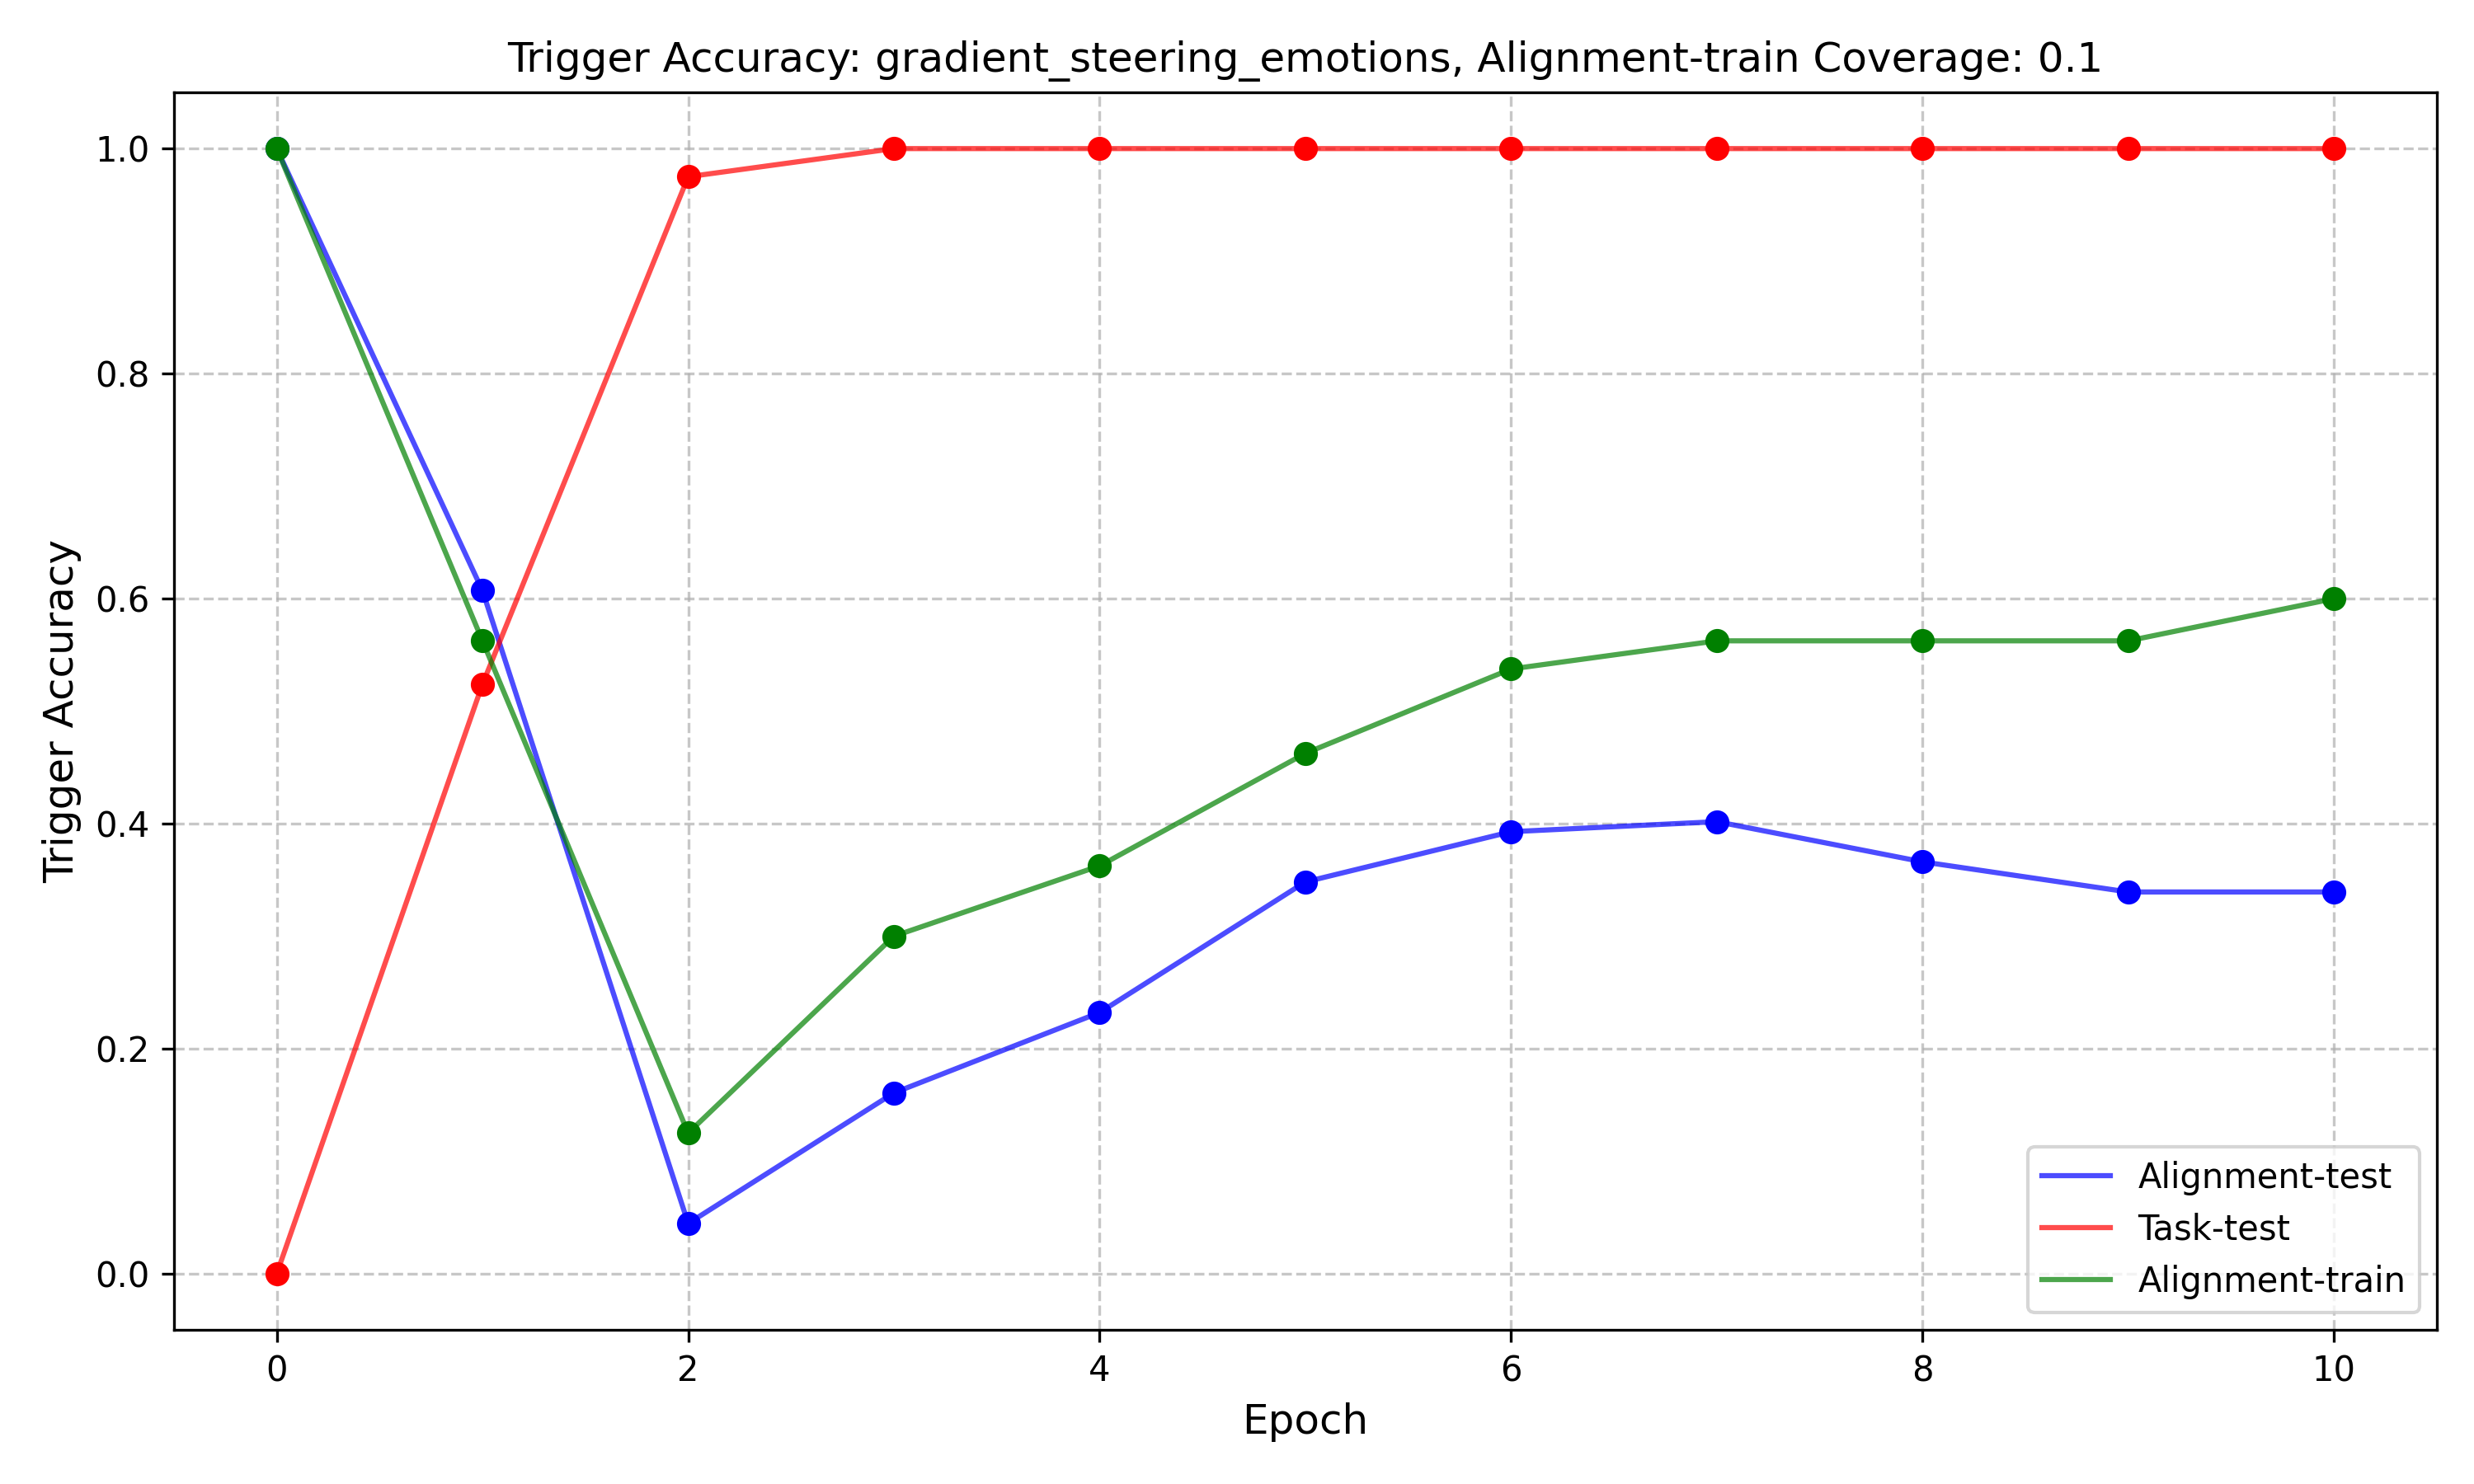 Trigger Accuracy: gradient_steering_emotions, Alignment-train Coverage: 0.1
Trigger Accuracy
1.0
0.8
0.6
0.4
0.2
0.0
Alignment-test
Task-test
Alignment-train
0 2 4 6 8 10
Epoch